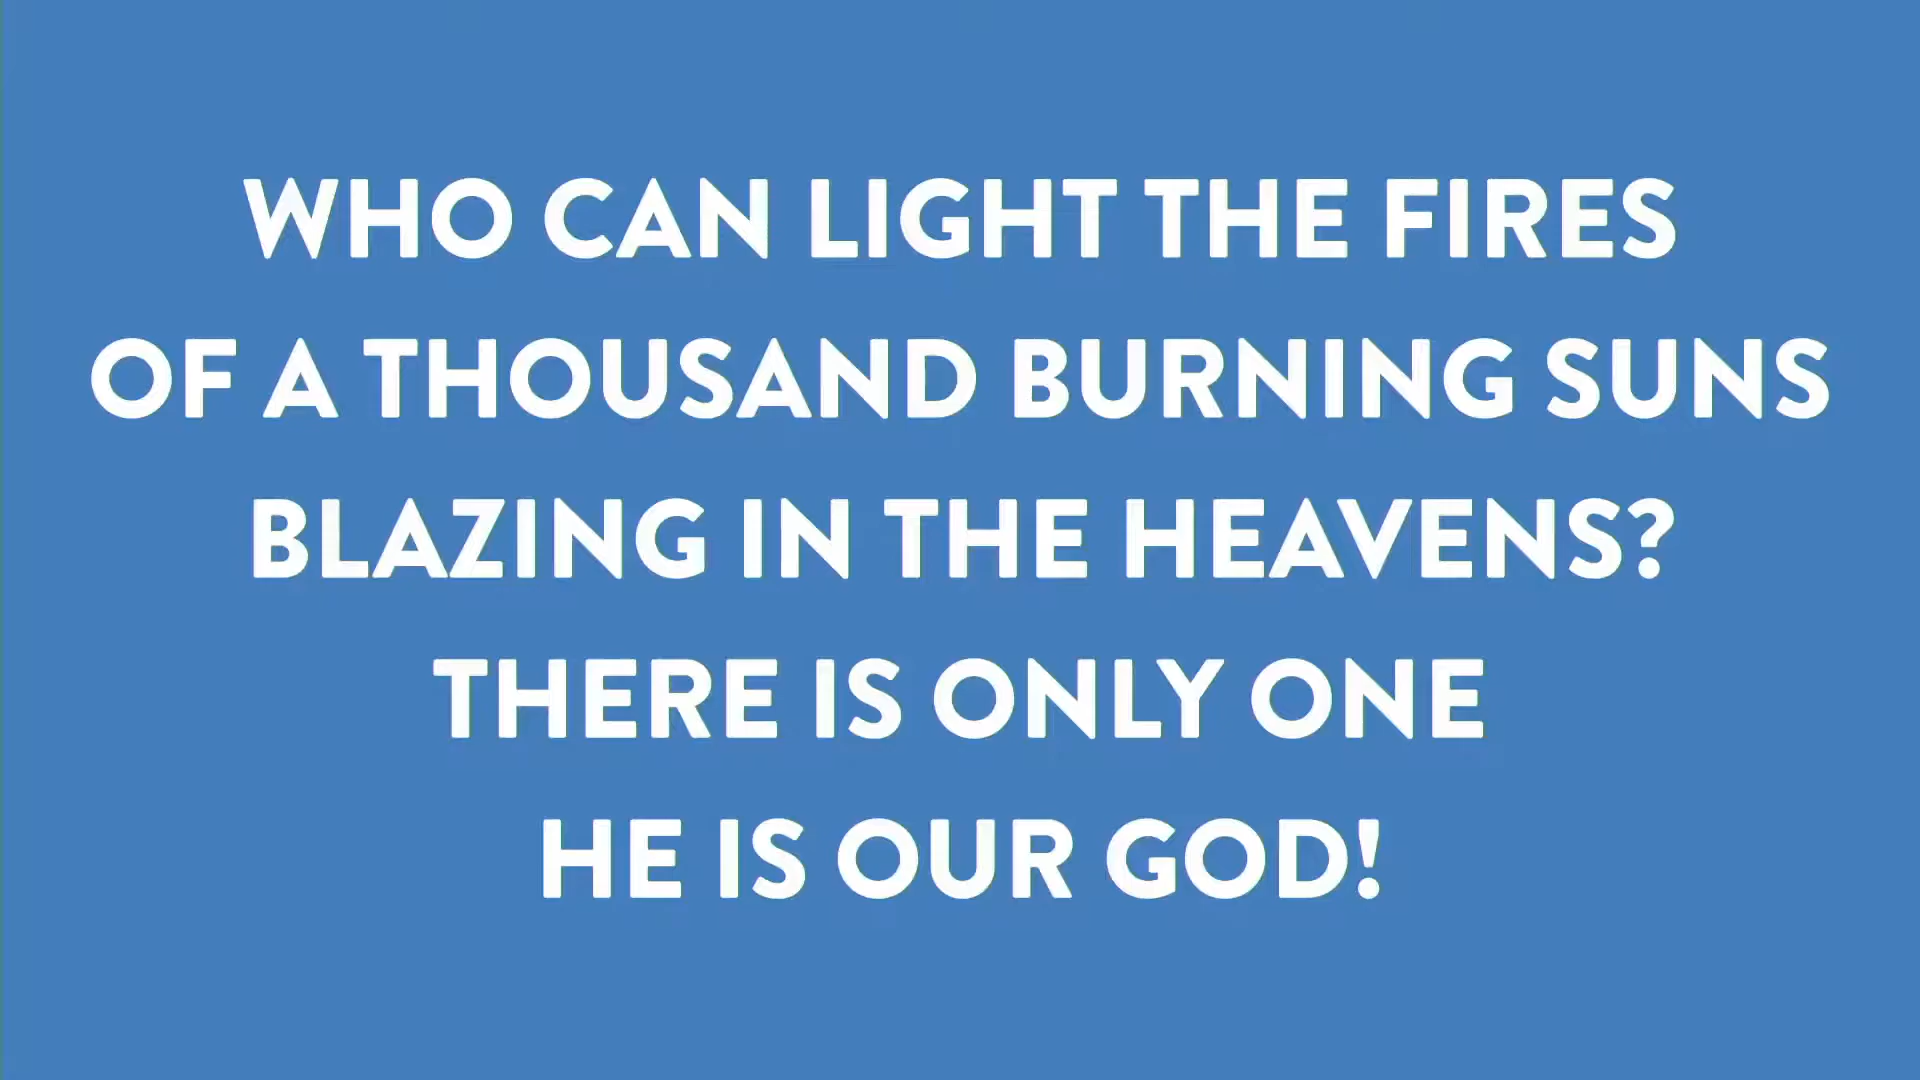 WHO CAN LIGHT THE FIRES
OF A THOUSAND BURNING SUNS
BLAZING IN THE HEAVENS?
THERE IS ONLY ONE
HE IS OUR GOD!